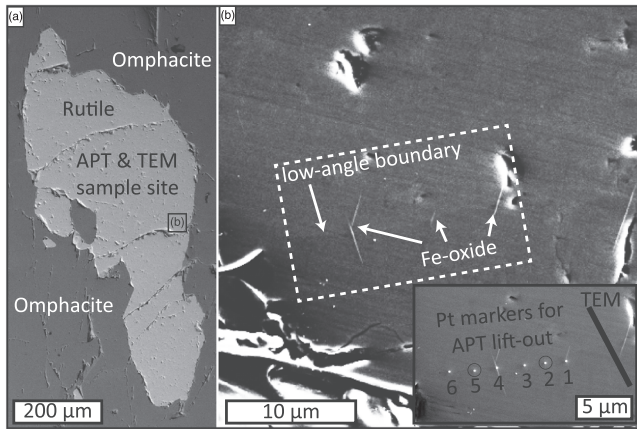 (a)
Omphacite
Rutile
APT & TEM
sample site
(b)
Omphacite
200 μm
(b)
low-angle boundary
Fe-oxide
10 μm
Pt markers for
APT lift-out
TEM
6 5 4 3 2 1
5 μm